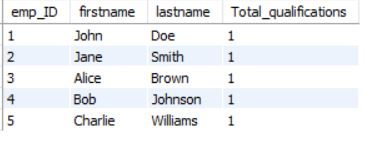 emp_ID firstname lastname Total_qualifications
1 John Doe 1
2 Jane Smith 1
3 Alice Brown 1
4 Bob Johnson 1
5 Charlie Williams 1